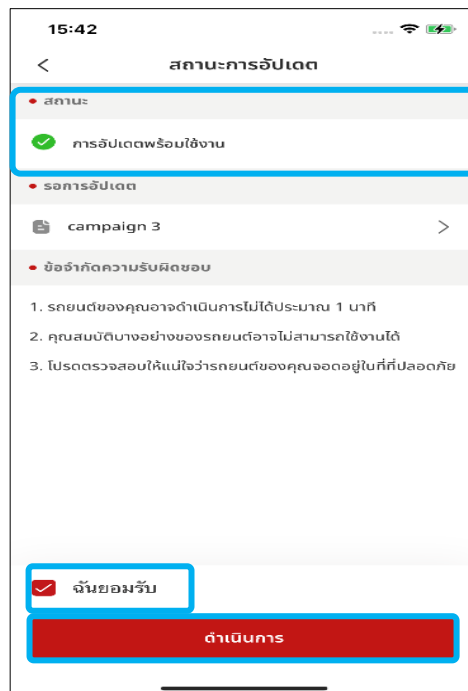 15:42
สถานะการอัปเดต
สถานะ
การอัปเดตพร้อมใช้งาน
รอการอัปเดต
campaign 3
ข้อจำกัดความรับผิดชอบ
1. รถยนต์ของคุณอาจดำเนินการไม่ได้ประมาณ 1 นาที
2. คุณสมบัติบางอย่างของรถยนต์อาจไม่สามารถใช้งานได้
3. โปรดตรวจสอบให้แน่ใจว่ารถยนต์ของคุณจอดอยู่ในที่ที่ปลอดภัย
ฉันยอมรับ
ดำเนินการ